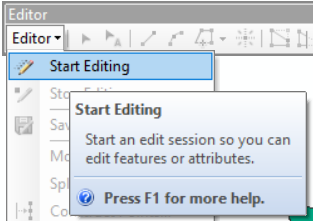 Editor
Editor
Start Editing
Start Editing
Start an edit session so you can
edit features or attributes.
Press F1 for more help.